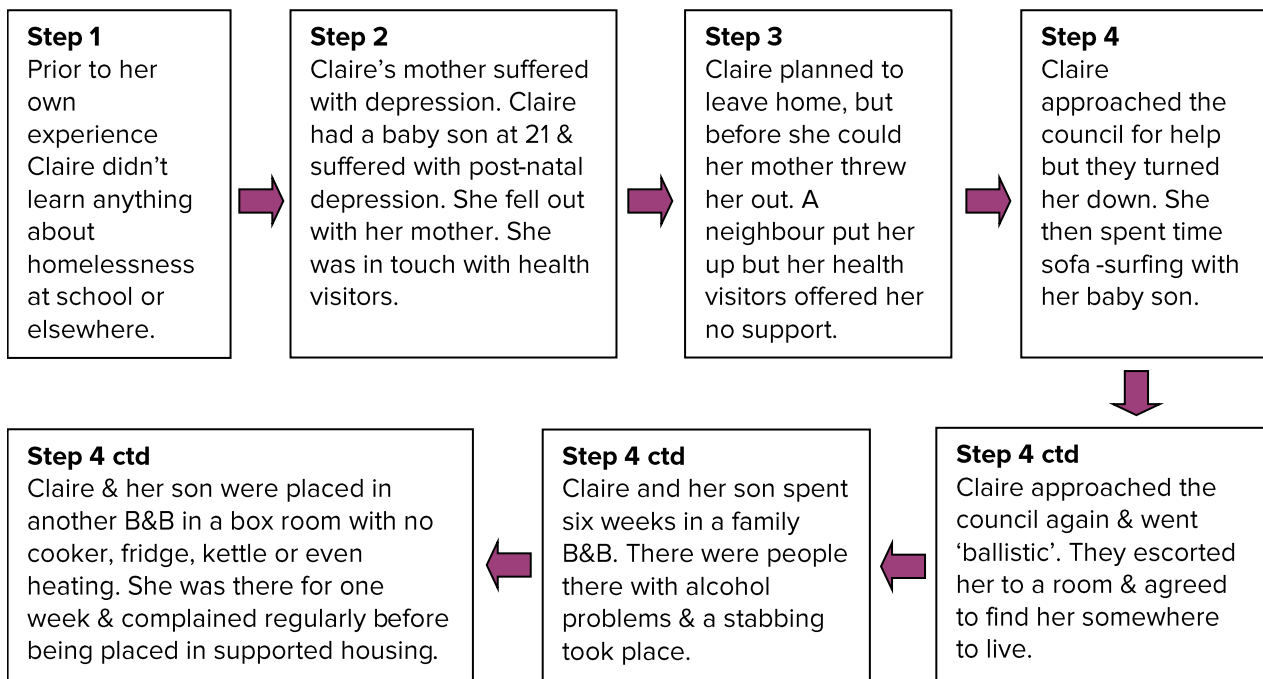 Step 1
Prior to her
own
experience
Claire didn’t
learn anything
about
homelessness
at school or
elsewhere.
Step 2
Claire’s mother suffered
with depression. Claire
had a baby son at 21 &
suffered with post-natal
depression. She fell out
with her mother. She
was in touch with health
visitors.
Step 3
Claire planned to
leave home, but
before she could
her mother threw
her out. A
neighbour put her
up but her health
visitors offered her
no support.
Step 4
Claire
approached the
council for help
but they turned
her down. She
then spent time
sofa -surfing with
her baby son.
Step 4 ctd
Claire approached the
council again & went
‘ballistic’. They escorted
her to a room & agreed
to find her somewhere
to live.
Step 4 ctd
Claire and her son spent
six weeks in a family
B&B. There were people
there with alcohol
problems & a stabbing
took place.
Step 4 ctd
Claire & her son were placed in
another B&B in a box room with no
cooker, fridge, kettle or even
heating. She was there for one
week & complained regularly before
being placed in supported housing.